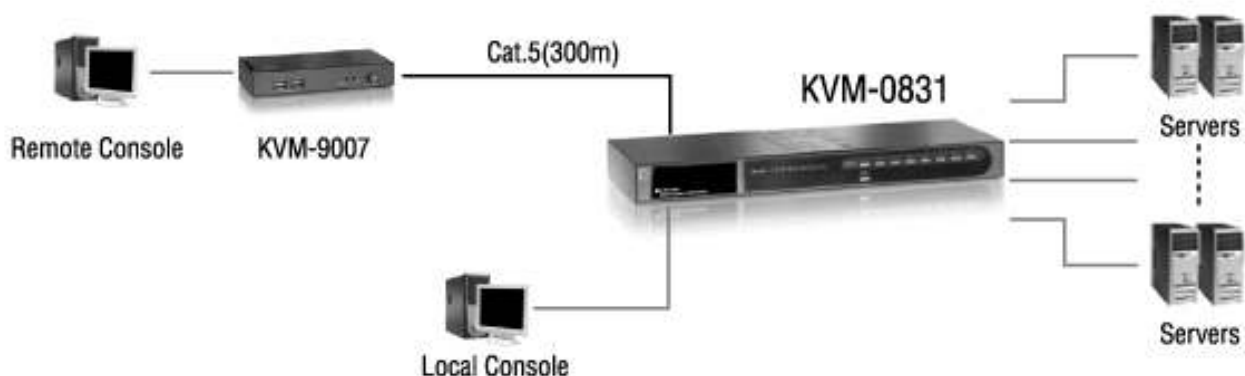 Cat.5(300m)
KVM-0831
Remote Console
KVM-9007
Servers
Local Console
Servers